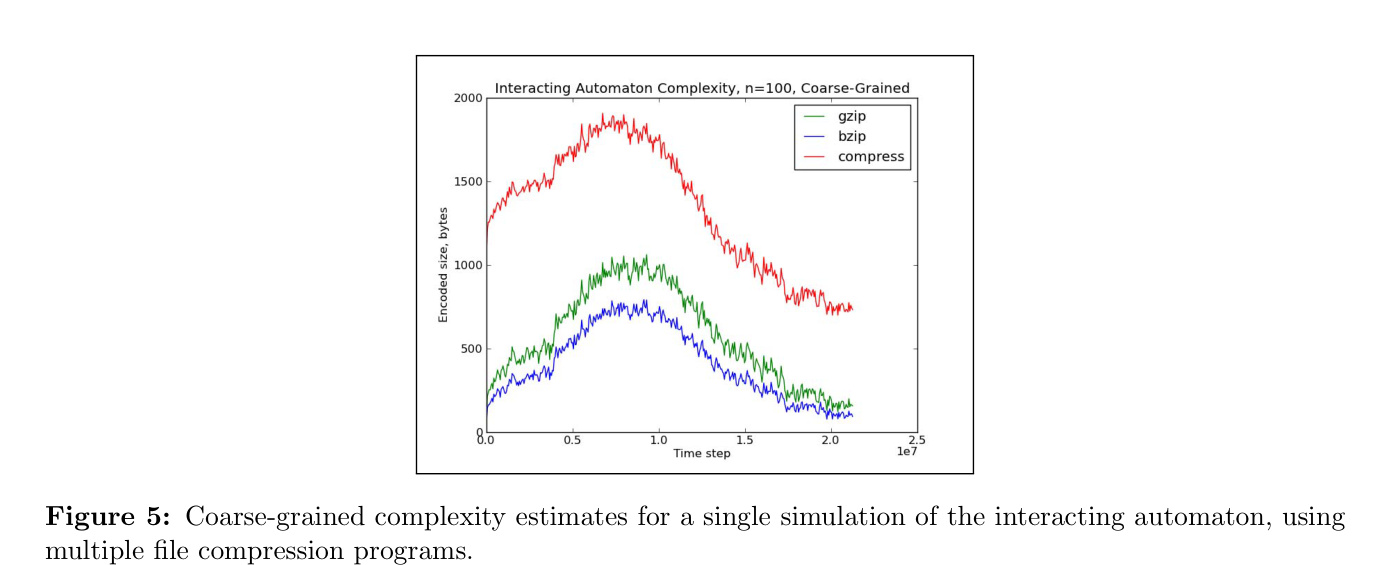 Interacting Automaton Complexity, n=100, Coarse-Grained
2000
1500
1000
500
0
Encoded size, bytes
gzip
bzip
compress
0.0 0.5 1.0 1.5 2.0 2.5
1e7
Time step
Figure 5: Coarse-grained complexity estimates for a single simulation of the interacting automaton, using
multiple file compression programs.